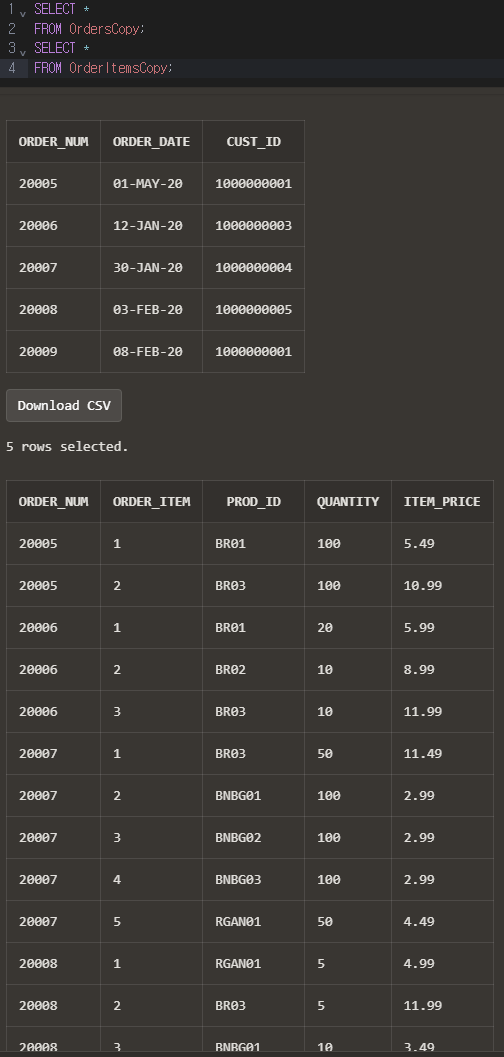 1 SELECT *
2 FROM OrdersCopy;
3 SELECT *
4 FROM OrderItemsCopy;
ORDER_NUM ORDER_DATE CUST_ID
20005 01-MAY-20 1000000001
20006 12-JAN-20 1000000003
20007 30-JAN-20 1000000004
20008 03-FEB-20 1000000005
20009 08-FEB-20 1000000001
Download CSV
5 rows selected.
ORDER_NUM ORDER_ITEM PROD_ID QUANTITY ITEM_PRICE
20005 1 BR01 100 5.49
20005 2 BR03 100 10.99
20006 1 BR01 20 5.99
20006 2 BR02 10 8.99
20006 3 BR03 10 11.99
20007 1 BR03 50 11.49
20007 2 BNBG01 100 2.99
20007 3 BNBG02 100 2.99
20007 4 BNBG03 100 2.99
20007 5 RGAN01 50 4.49
20008 1 RGAN01 5 4.99
20008 2 BR03 5 11.99
20008 3 BNBG01 10 3.49